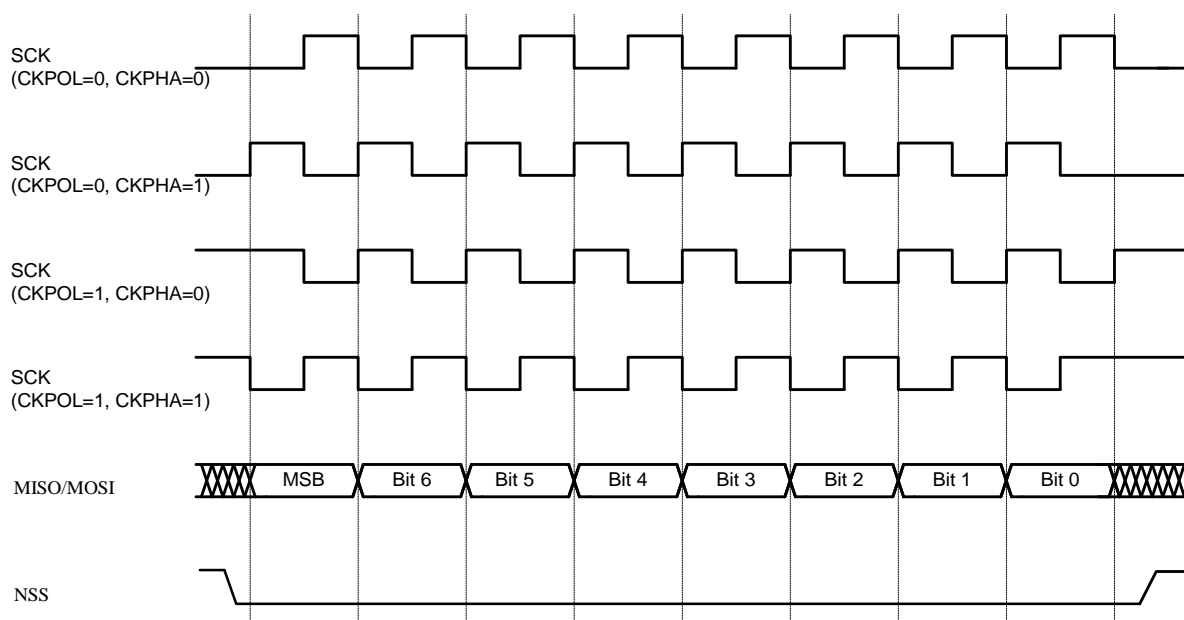 SCK
(CKPOL=0, CKPHA=0)
SCK
(CKPOL=0, CKPHA=1)
SCK
(CKPOL=1, CKPHA=0)
SCK
(CKPOL=1, CKPHA=1)
MISO/MOSI
MSB
Bit 6
Bit 5
Bit 4
Bit 3
Bit 2
Bit 1
Bit 0
NSS